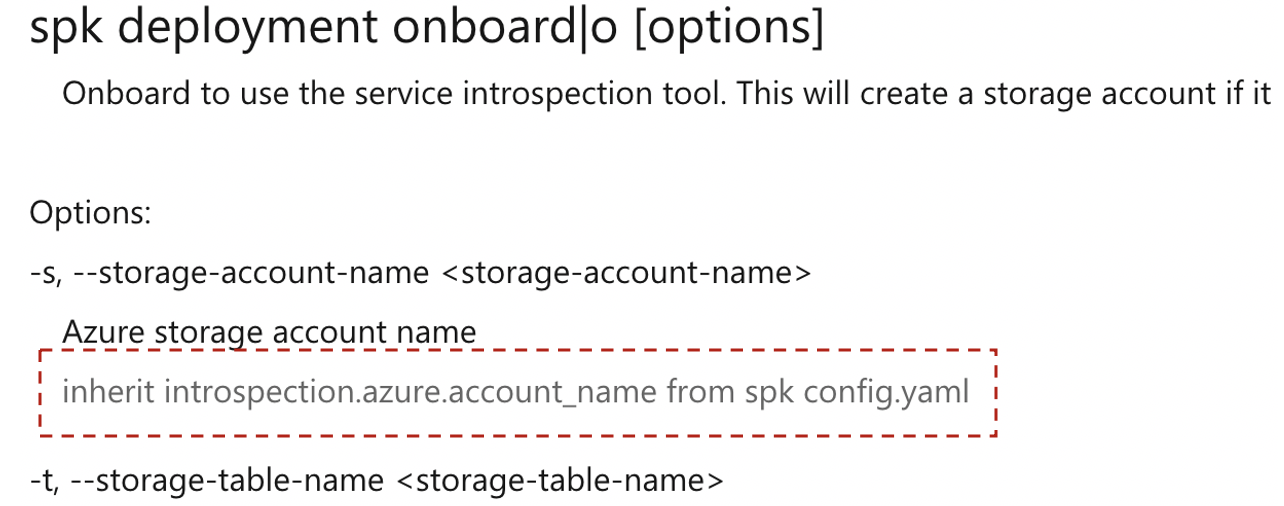 spk deployment onboard|o [options]
Onboard to use the service introspection tool. This will create a storage account if it
Options:
-s, --storage-account-name <storage-account-name>
Azure storage account name
inherit introspection.azure.account_name from spk config.yaml
-t, --storage-table-name <storage-table-name>